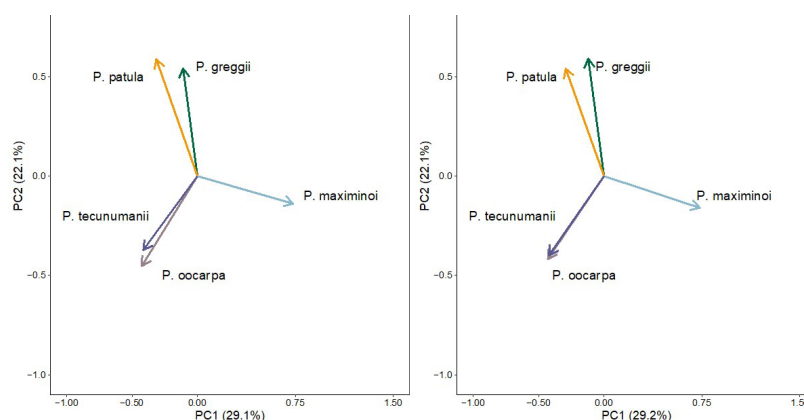 P. patula
P. greggii
P. maximinoi
P. tecunumanii
P. oocarpa
0.5
0.0
−0.5
−1.0
PC2 (22.1%)
−1.00
−0.50
0.00
0.75
1.50
PC1 (29.1%)
P. greggii
P. patula
P. maximinoi
P. tecunumanii
P. oocarpa
0.5
0.0
−0.5
−1.0
PC2 (22.1%)
−1.00
−0.50
0.00
0.75
1.5
PC1 (29.2%)